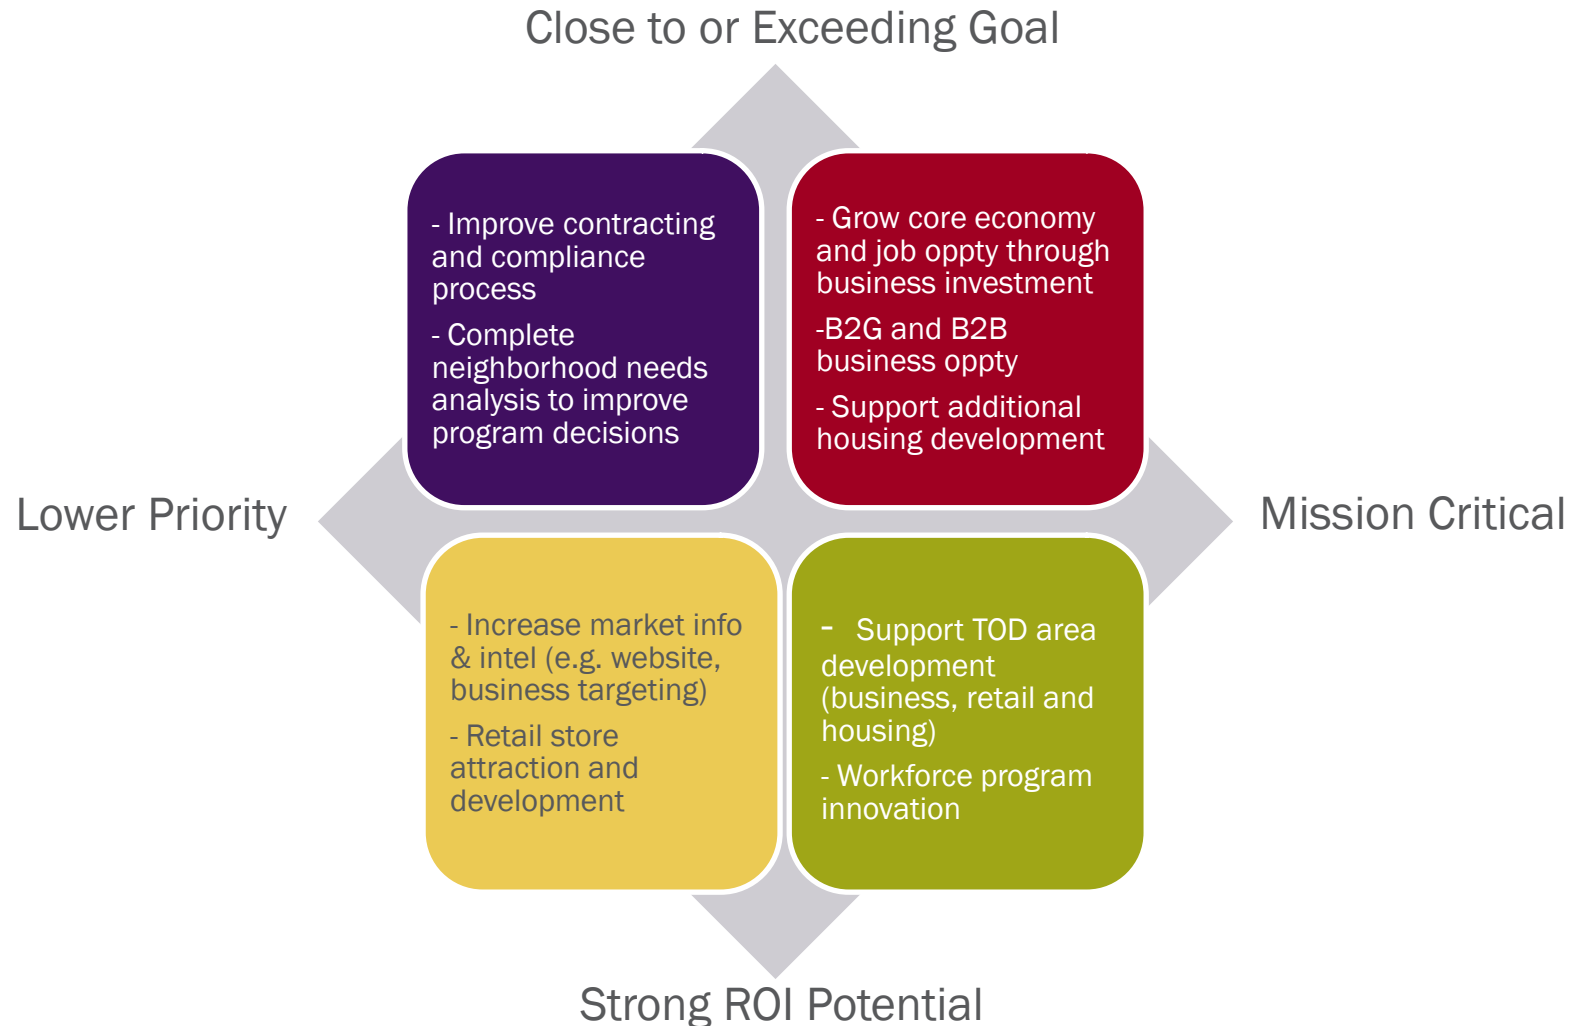 Close to or Exceeding Goal
- Improve contracting
and compliance
process
- Complete
neighborhood needs
analysis to improve
program decisions
- Grow core economy
and job oppty through
business investment
-B2G and B2B
business oppty
- Support additional
housing development
Lower Priority
Mission Critical
- Increase market info
& intel (e.g. website,
business targeting)
- Retail store
attraction and
development
- Support TOD area
development
(business, retail and
housing)
- Workforce program
innovation
Strong ROI Potential